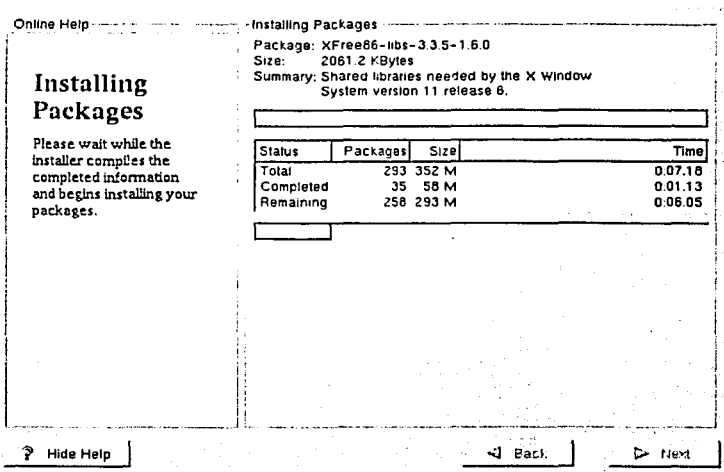 Online Help
Installing
Packages
Please wait while the
installer compiles the
completed information
and begins installing your
packages.
Installing Packages
Package: XFree86-libs-3.3.5-1.6.0
Size: 2061.2 KBytes
Summary: Shared libraries needed by the X Window
System version 11 release 6.
Status Packages Size Time
Total 293 352 M 0:07.18
Completed 35 58 M 0:01.13
Remaining 258 293 M 0:06.05
? Hide Help
Back
Next